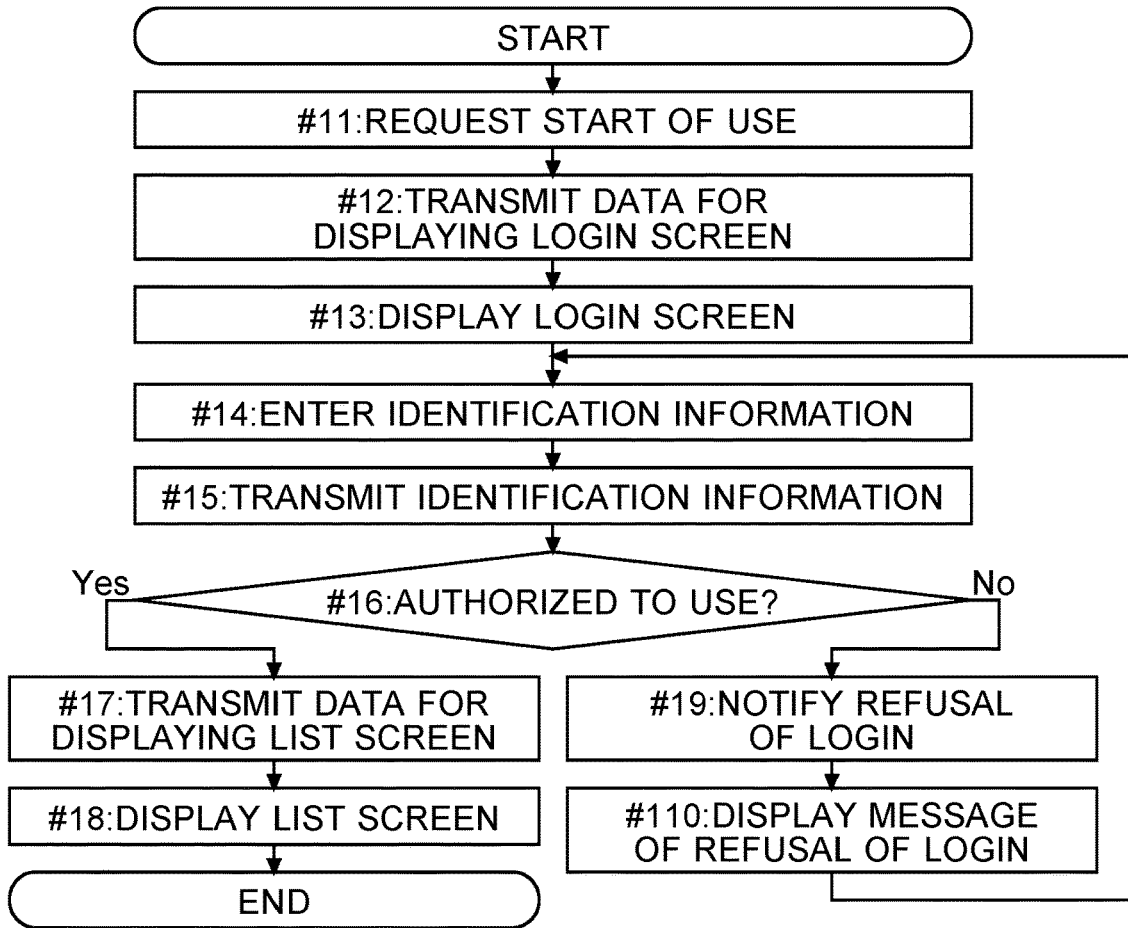 START
#11:REQUEST START OF USE
#12:TRANSMIT DATA FOR
DISPLAYING LOGIN SCREEN
#13:DISPLAY LOGIN SCREEN
#14:ENTER IDENTIFICATION INFORMATION
#15:TRANSMIT IDENTIFICATION INFORMATION
Yes
#16:AUTHORIZED TO USE?
No
#17:TRANSMIT DATA FOR
DISPLAYING LIST SCREEN
#18:DISPLAY LIST SCREEN
END
#19:NOTIFY REFUSAL
OF LOGIN
#110:DISPLAY MESSAGE
OF REFUSAL OF LOGIN